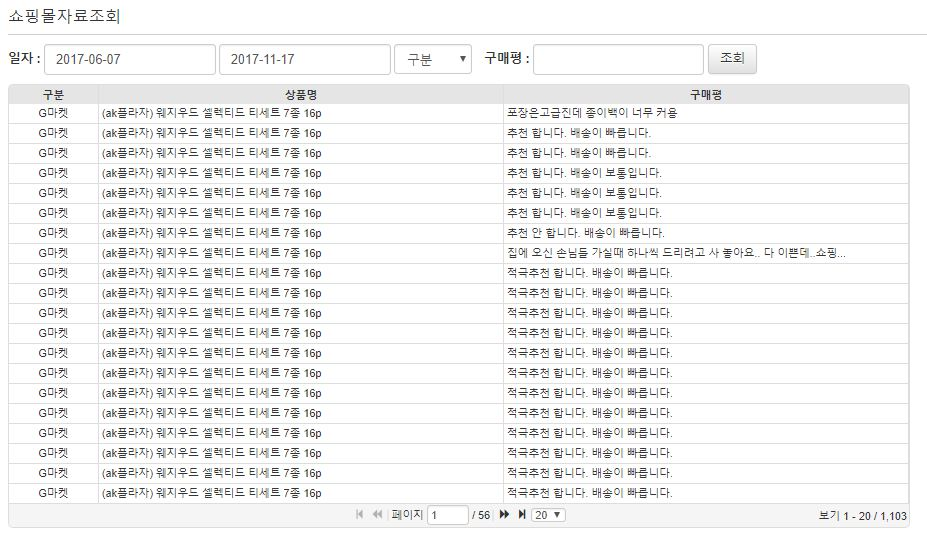 쇼핑몰자료조회
일자 : 2017-06-07 2017-11-17 구분 구매평 : 조회
구분 상품명 구매평
G마켓 (ak플라자) 웨지우드 셀렉티드 티세트 7종 16p 포장은고급진데 종이백이 너무 커용
G마켓 (ak플라자) 웨지우드 셀렉티드 티세트 7종 16p 추천 합니다. 배송이 빠릅니다.
G마켓 (ak플라자) 웨지우드 셀렉티드 티세트 7종 16p 추천 합니다. 배송이 빠릅니다.
G마켓 (ak플라자) 웨지우드 셀렉티드 티세트 7종 16p 추천 합니다. 배송이 보통입니다.
G마켓 (ak플라자) 웨지우드 셀렉티드 티세트 7종 16p 추천 합니다. 배송이 보통입니다.
G마켓 (ak플라자) 웨지우드 셀렉티드 티세트 7종 16p 추천 합니다. 배송이 보통입니다.
G마켓 (ak플라자) 웨지우드 셀렉티드 티세트 7종 16p 추천 안 합니다. 배송이 빠릅니다.
G마켓 (ak플라자) 웨지우드 셀렉티드 티세트 7종 16p 집에 오신 손님들 가실때 하나씩 드리려고 사 놓아요.. 다 이쁜데..쇼핑...
G마켓 (ak플라자) 웨지우드 셀렉티드 티세트 7종 16p 적극추천 합니다. 배송이 빠릅니다.
G마켓 (ak플라자) 웨지우드 셀렉티드 티세트 7종 16p 적극추천 합니다. 배송이 빠릅니다.
G마켓 (ak플라자) 웨지우드 셀렉티드 티세트 7종 16p 적극추천 합니다. 배송이 빠릅니다.
G마켓 (ak플라자) 웨지우드 셀렉티드 티세트 7종 16p 적극추천 합니다. 배송이 빠릅니다.
G마켓 (ak플라자) 웨지우드 셀렉티드 티세트 7종 16p 적극추천 합니다. 배송이 빠릅니다.
G마켓 (ak플라자) 웨지우드 셀렉티드 티세트 7종 16p 적극추천 합니다. 배송이 빠릅니다.
G마켓 (ak플라자) 웨지우드 셀렉티드 티세트 7종 16p 적극추천 합니다. 배송이 빠릅니다.
G마켓 (ak플라자) 웨지우드 셀렉티드 티세트 7종 16p 적극추천 합니다. 배송이 빠릅니다.
G마켓 (ak플라자) 웨지우드 셀렉티드 티세트 7종 16p 적극추천 합니다. 배송이 빠릅니다.
G마켓 (ak플라자) 웨지우드 셀렉티드 티세트 7종 16p 적극추천 합니다. 배송이 빠릅니다.
G마켓 (ak플라자) 웨지우드 셀렉티드 티세트 7종 16p 적극추천 합니다. 배송이 빠릅니다.
G마켓 (ak플라자) 웨지우드 셀렉티드 티세트 7종 16p 적극추천 합니다. 배송이 빠릅니다.
페이지 1 / 56 20 보기 1 - 20 / 1,103